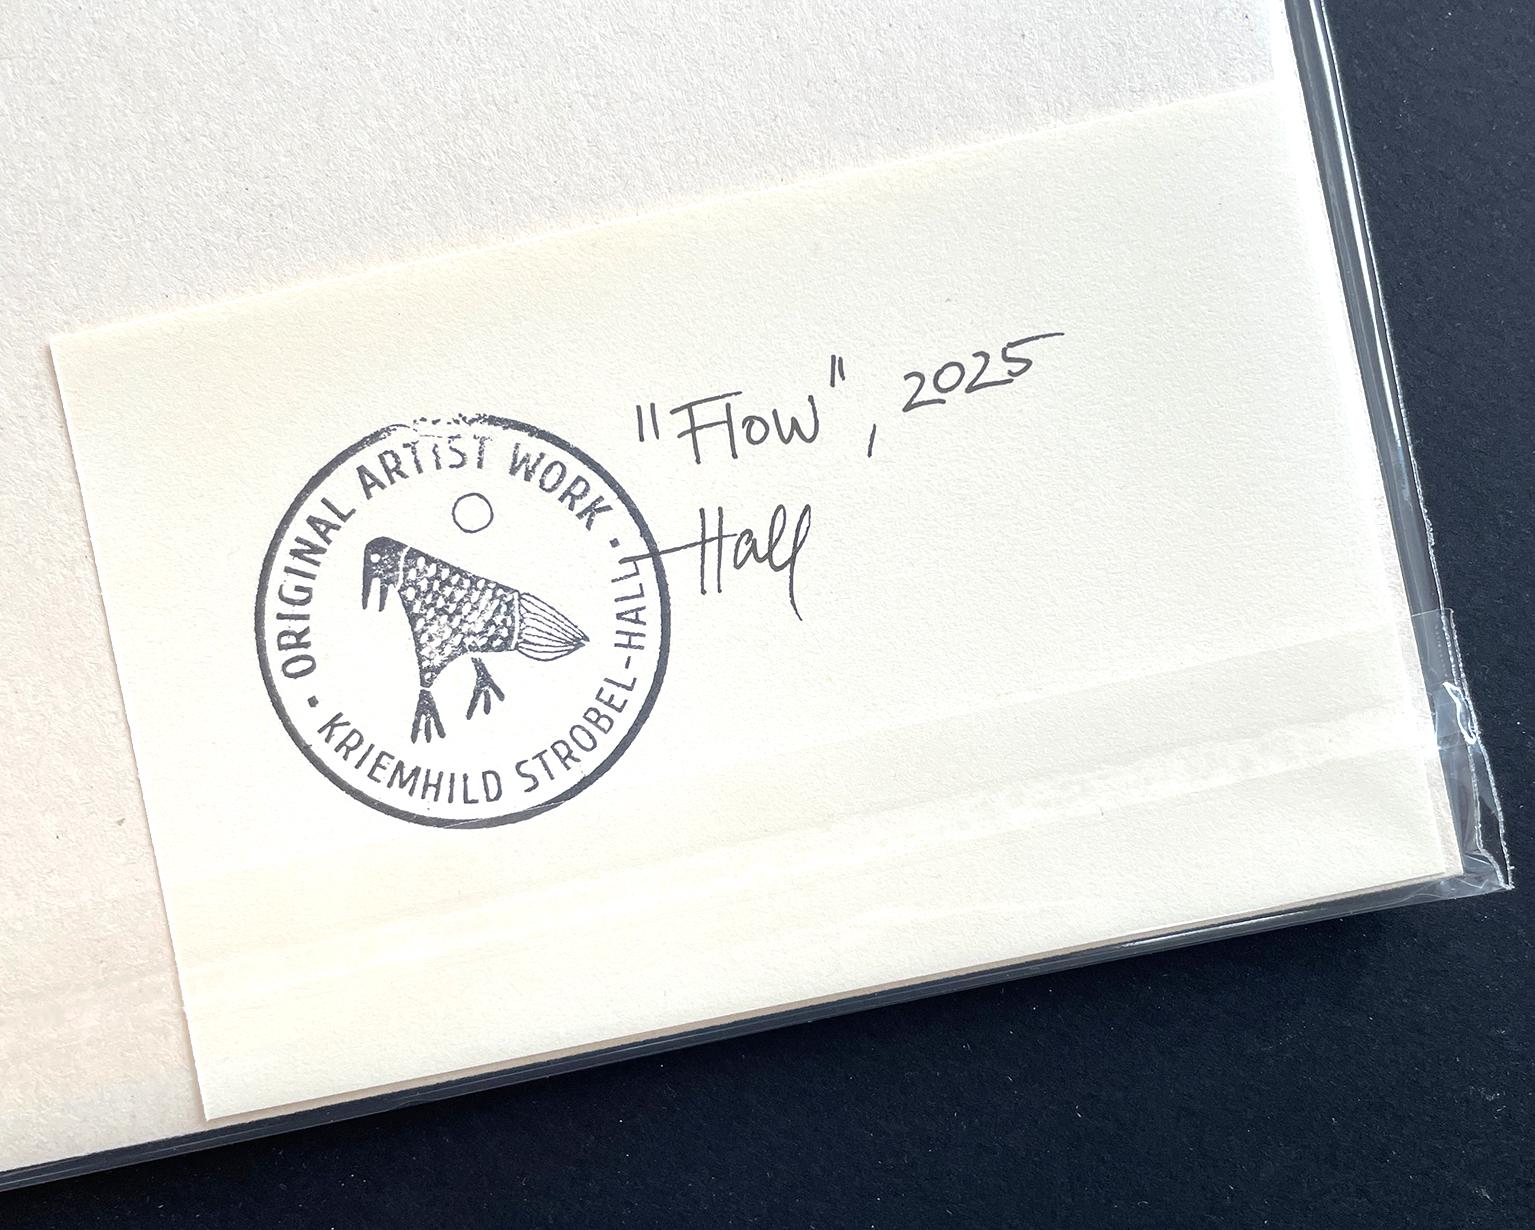 "Flow", 2025
Hall
ORIGINAL ARTIST WORK •
KRIEMHILD STROBEL-HALL •